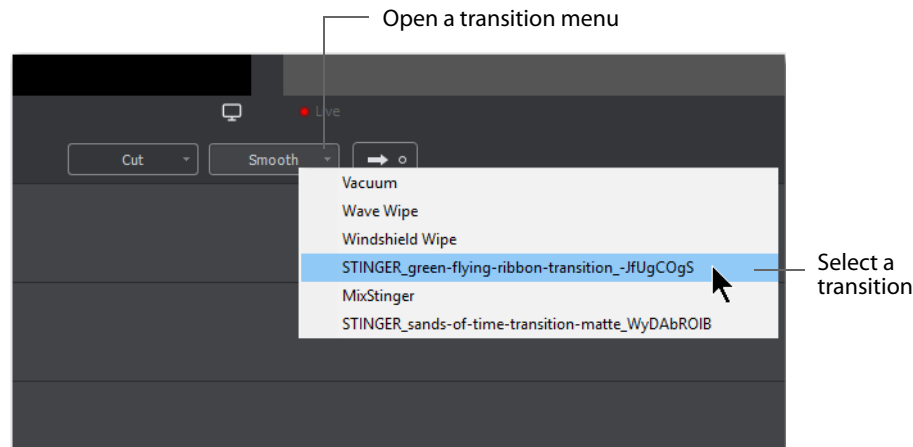 Open a transition menu
Live
Cut
Smooth
Vacuum
Wave Wipe
Windshield Wipe
STINGER_green-flying-ribbon-transition_-JfUgCOgS
MixStinger
STINGER_sands-of-time-transition-matte_WyDAbROIB
Select a
transition